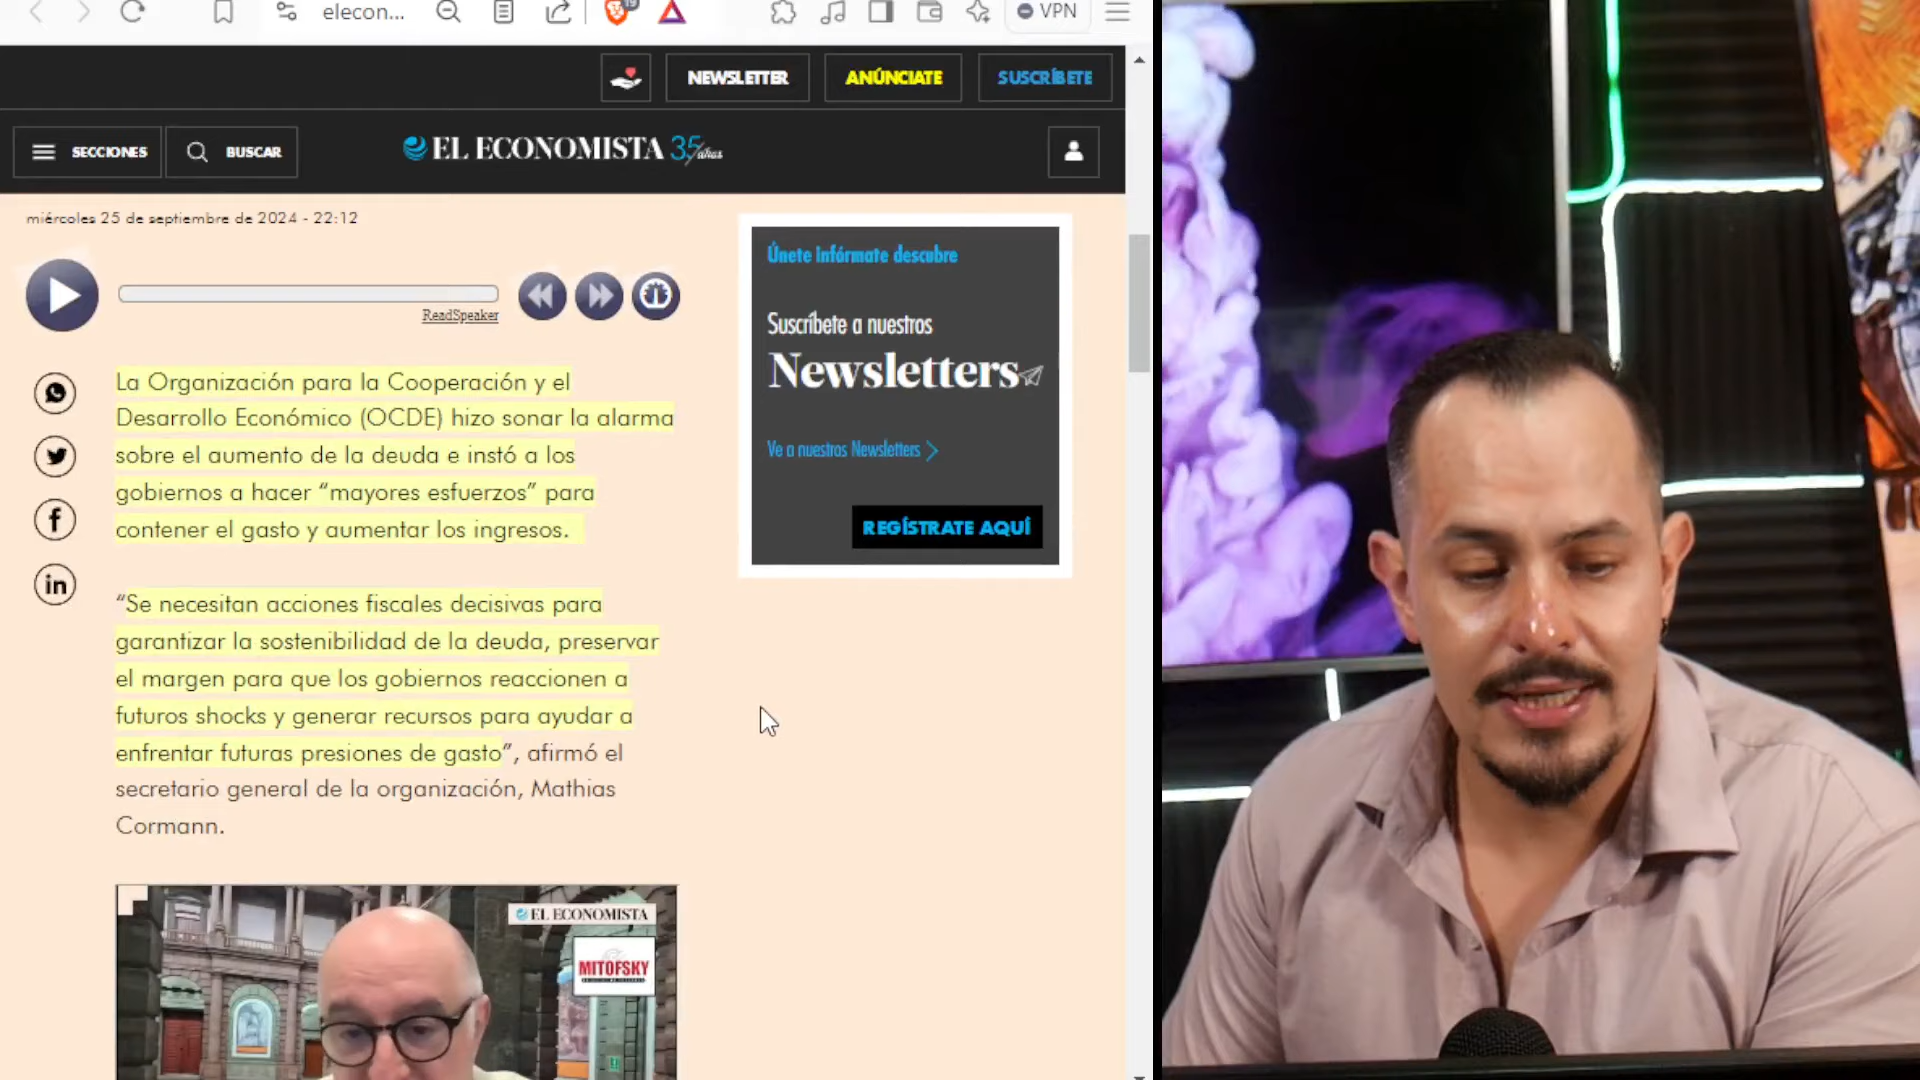 elecon...
19
VPN
NEWSLETTER
ANÚNCIATE
SUSCRÍBETE
SECCIONES
BUSCAR
EL ECONOMISTA 35 años
miércoles 25 de septiembre de 2024 - 22:12
ReadSpeaker
La Organización para la Cooperación y el
Desarrollo Económico (OCDE) hizo sonar la alarma
sobre el aumento de la deuda e instó a los
gobiernos a hacer “mayores esfuerzos” para
contener el gasto y aumentar los ingresos.
“Se necesitan acciones fiscales decisivas para
garantizar la sostenibilidad de la deuda, preservar
el margen para que los gobiernos reaccionen a
futuros shocks y generar recursos para ayudar a
enfrentar futuras presiones de gasto”, afirmó el
secretario general de la organización, Mathias
Cormann.
Únete Infórmate descubre
Suscríbete a nuestros
Newsletters
Ve a nuestros Newsletters
REGÍSTRATE AQUÍ
EL ECONOMISTA
MITOFSKY